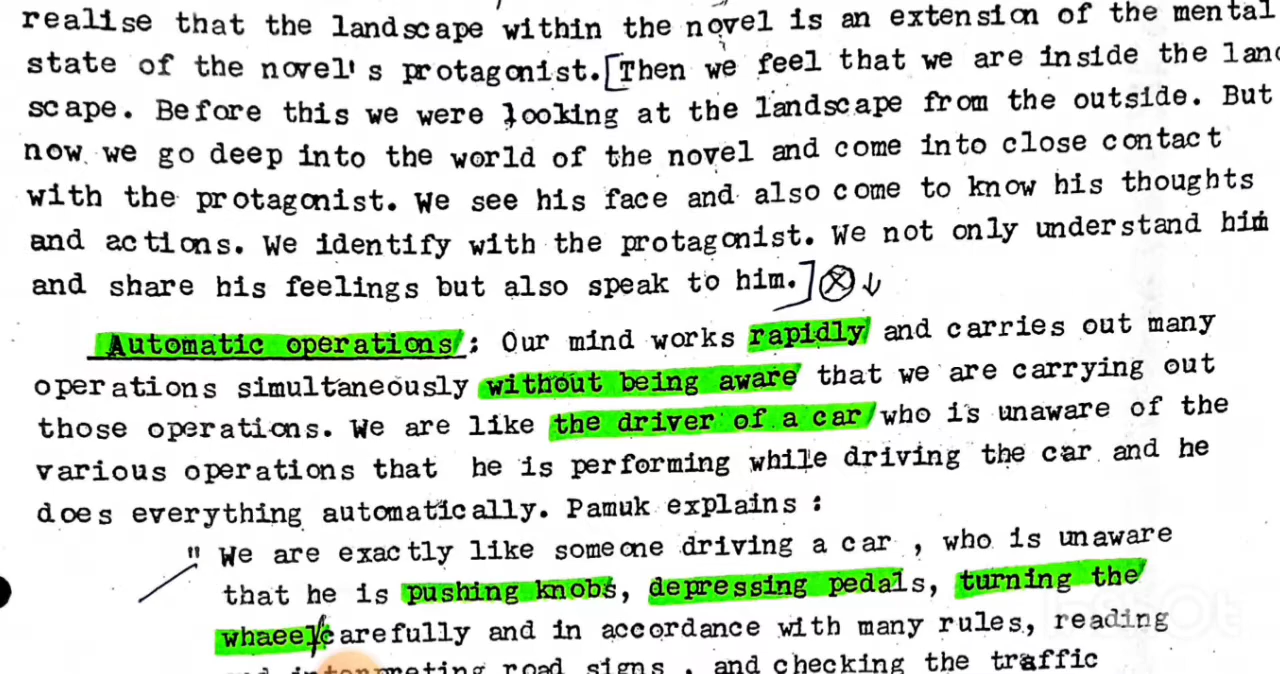 realise that the landscape within the novel is an extension of the mental
state of the novel's protagonist.[Then we feel that we are inside the land
scape. Before this we were looking at the landscape from the outside. But
now we go deep into the world of the novel and come into close contact
with the protagonist. We see his face and also come to know his thoughts
and actions. We identify with the protagonist. We not only understand him
and share his feelings but also speak to him.]
Automatic operations : Our mind works rapidly and carries out many
operations simultaneously without being aware that we are carrying out
those operations. We are like the driver of a car who is unaware of the
various operations that he is performing while driving the car and he
does everything automatically. Pamuk explains :
" We are exactly like someone driving a car , who is unaware
that he is pushing knobs, depressing pedals, turning the
whaeel carefully and in accordance with many rules, reading
and interpreting road signs , and checking the traffic